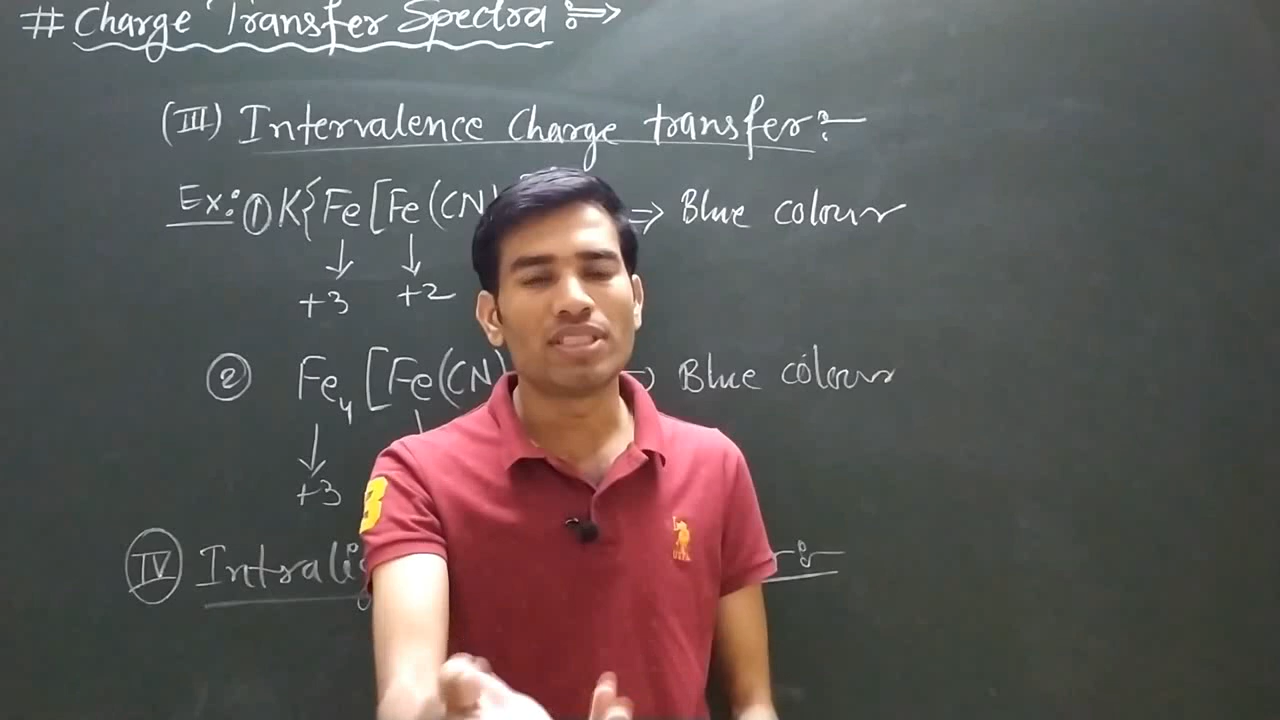 # Charge Transfer Spectra :⇒
(III) Intervalence Charge transfer:-
Ex: ① K{Fe[Fe(CN) ⇒ Blue colour
+3 +2
② Fe4[Fe(CN) → Blue colour
+3
IV
3
U.S.P.A.